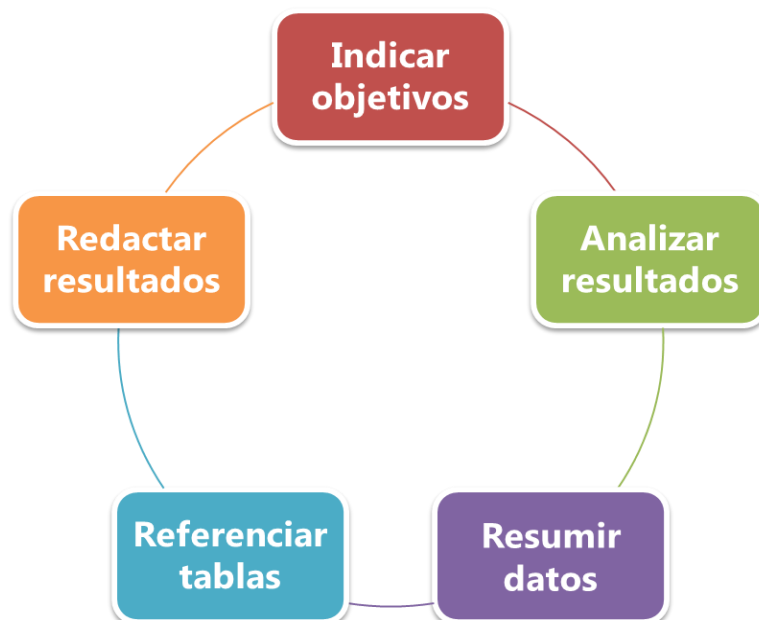 Indicar
objetivos
Analizar
resultados
Resumir
datos
Referenciar
tablas
Redactar
resultados